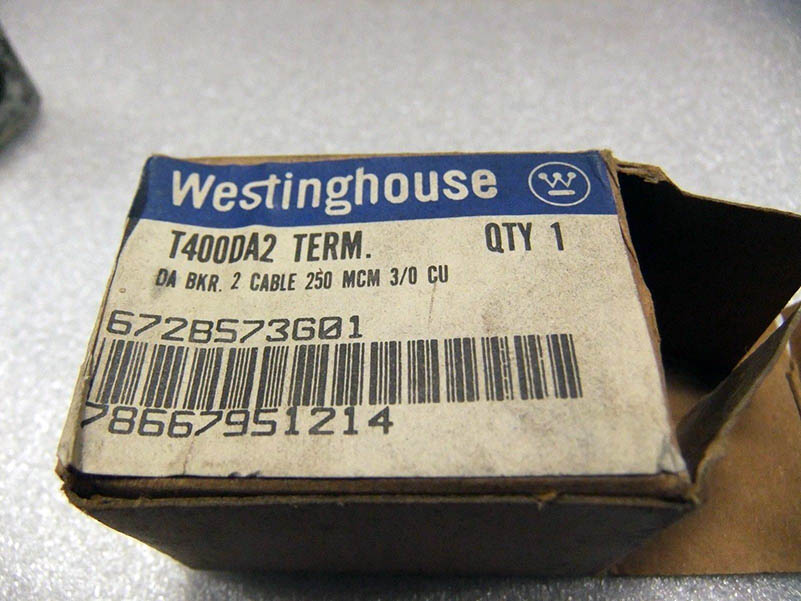 Westinghouse W
T400DA2 TERM. QTY 1
DA BKR. 2 CABLE 250 MCM 3/0 CU
672B573G01
78667951214